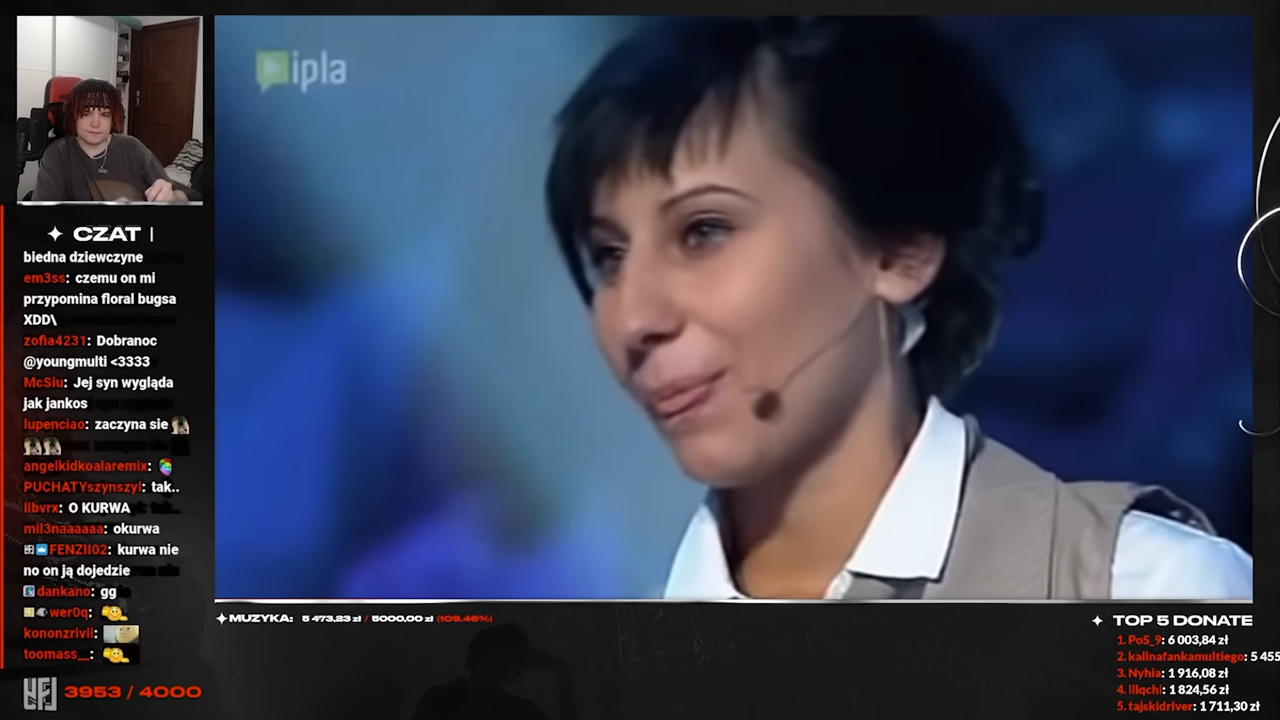 ipla
✦ CZAT |
biedna dziewczyne
em3ss: czemu on mi
przypomina floral bugsa
XDD\
zofia4231: Dobranoc
@youngmulti <3333
McSiu: Jej syn wygląda
jak jankos
lupenciao: zaczyna sie
angelkidkoalaremix:
PUCHATYszynszyl: tak..
libvrx: O KURWA
mil3naaaaaa: okurwa
FENZII02: kurwa nie
no on ją dojedzie
dankano: gg
wer0q:
kononzrivii:
toomass__:
3953 / 4000
✦MUZYKA: 5 473,23 zł / 5000,00 zł (109.46%)
✦ TOP 5 DONATE
1. PoS_9: 6 003,84 zł
2. kalinafankamultiego: 5 455
3. Nyhia: 1 916,08 zł
4. lilqchi: 1 824,56 zł
5. tajskidriver: 1 711,30 zł